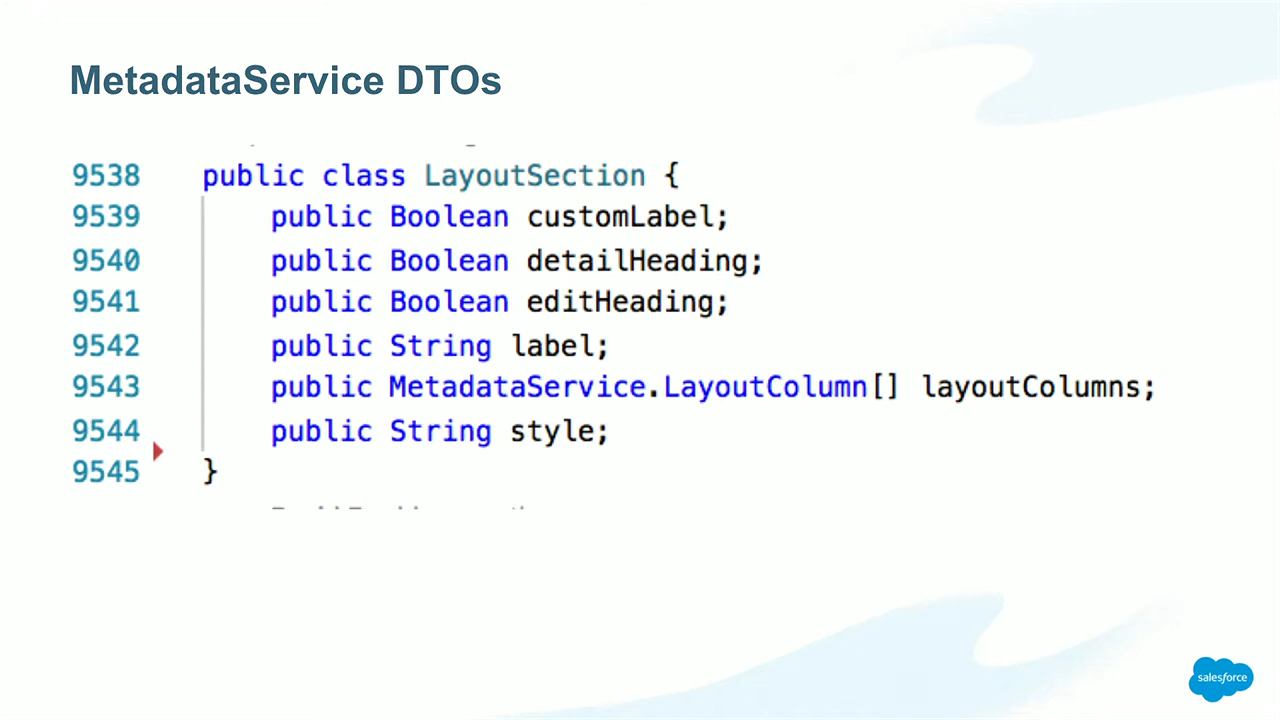 MetadataService DTOs
9538 public class LayoutSection {
9539 public Boolean customLabel;
9540 public Boolean detailHeading;
9541 public Boolean editHeading;
9542 public String label;
9543 public MetadataService.LayoutColumn[] layoutColumns;
9544 public String style;
9545 }
salesforce